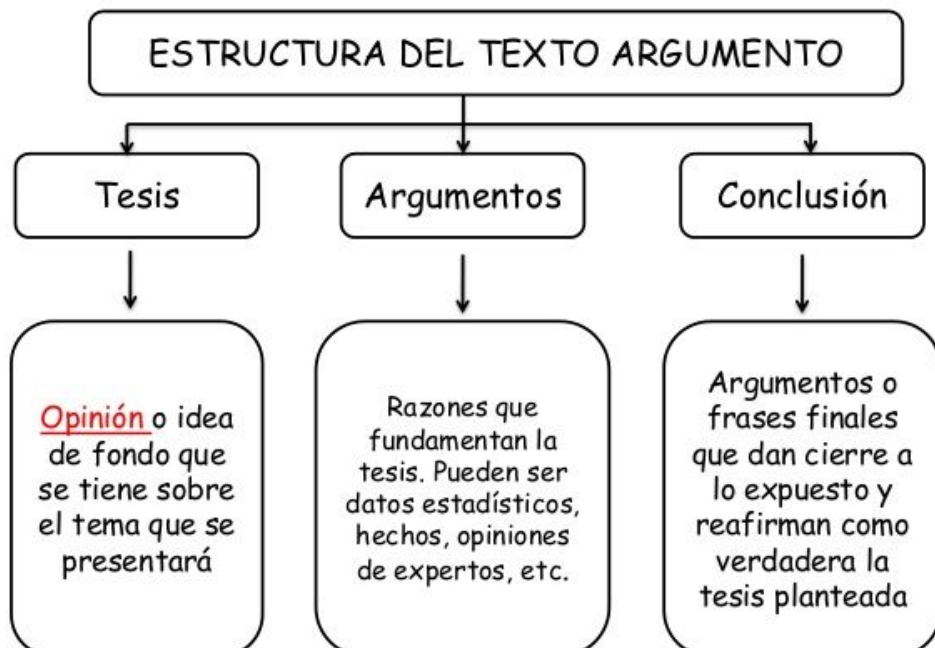 ESTRUCTURA DEL TEXTO ARGUMENTO
Tesis
Argumentos
Conclusión
Opinión o idea
de fondo que
se tiene sobre
el tema que se
presentará
Razones que
fundamentan la
tesis. Pueden ser
datos estadísticos,
hechos, opiniones
de expertos, etc.
Argumentos o
frases finales
que dan cierre a
lo expuesto y
reafirman como
verdadera la
tesis planteada